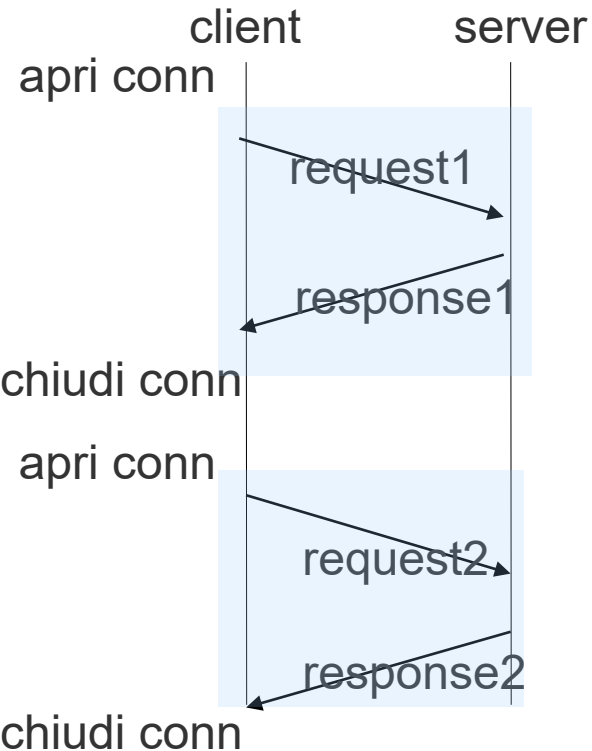 client server
apri conn
request1
response1
chiudi conn
apri conn
request2
response2
chiudi conn